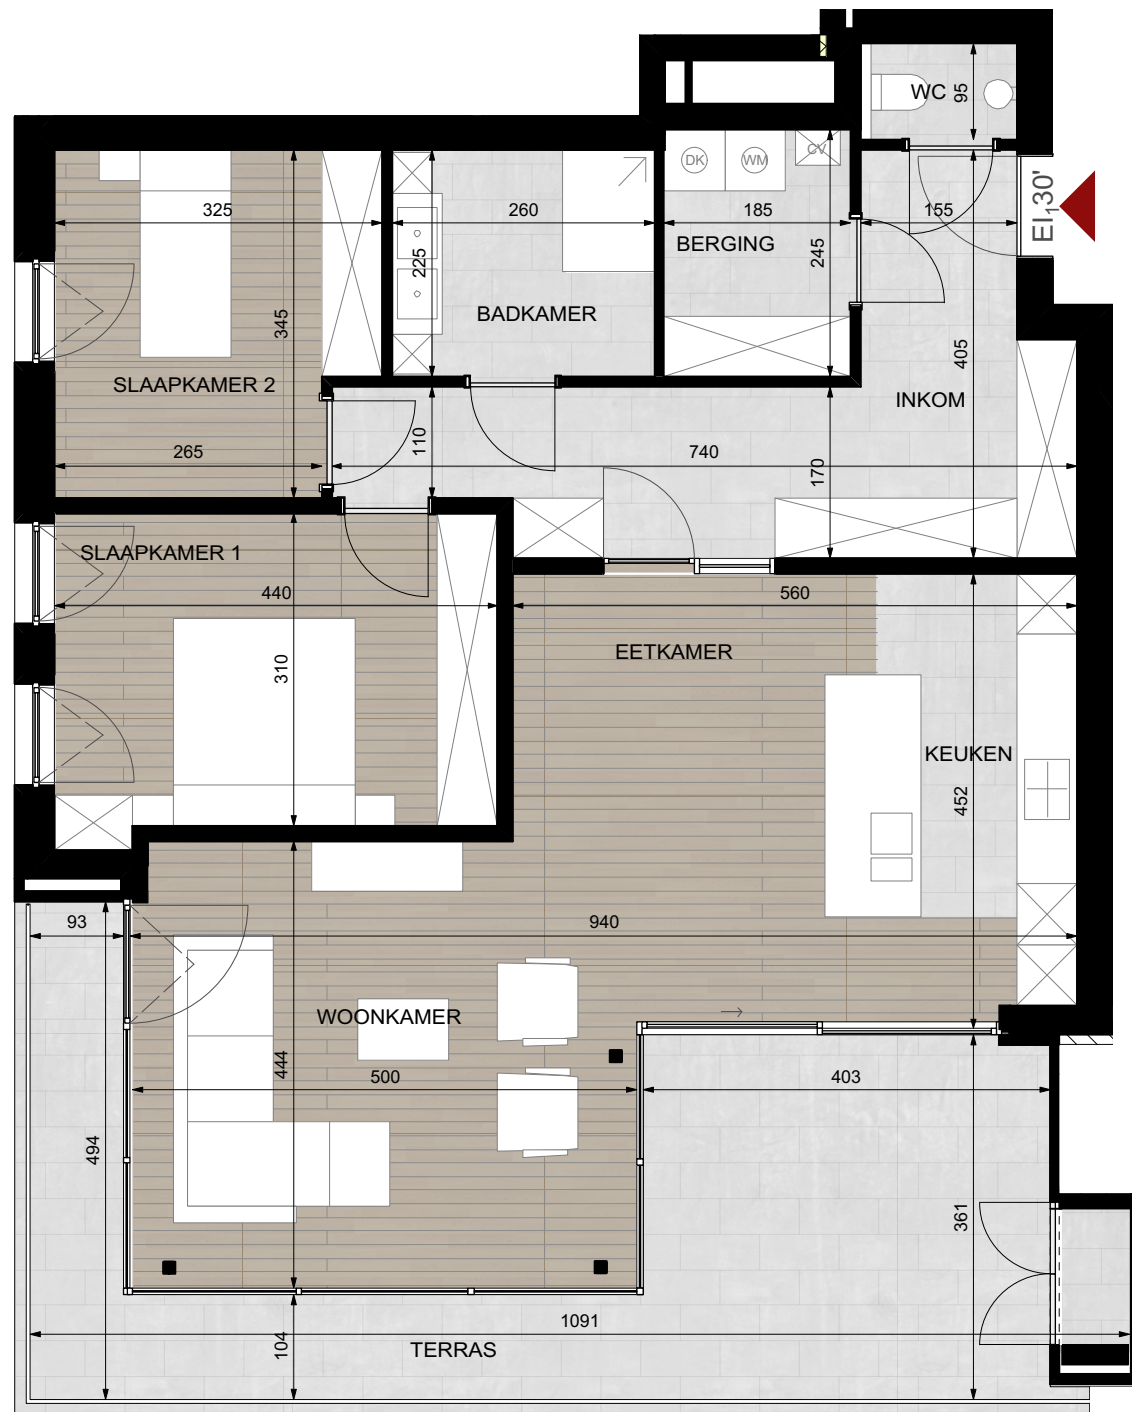 WC
95
DK
WM
CV
EI₁30'
325
260
185
155
BERGING
225
245
BADKAMER
345
405
SLAAPKAMER 2
INKOM
110
265
740
170
SLAAPKAMER 1
440
560
310
EETKAMER
KEUKEN
452
93
940
WOONKAMER
444
500
403
494
361
1091
104
TERRAS